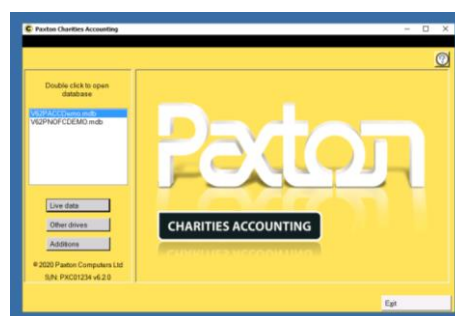 Paxton Charities Accounting
Double click to open
database
V62PACCDemo.mdb
V62PNOFCDEMO.mdb
Live data
Other drives
Additions
© 2020 Paxton Computers Ltd
S/N: PXC01234 v6.2.0
Paxton
CHARITIES ACCOUNTING
Exit